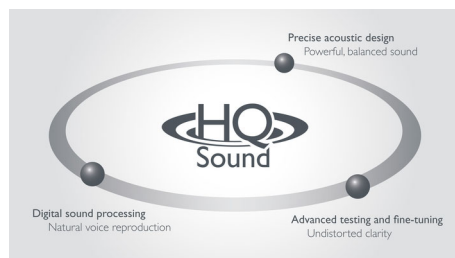 Precise acoustic design
Powerful, balanced sound
HQ
Sound
Digital sound processing
Natural voice reproduction
Advanced testing and fine-tuning
Undistorted clarity